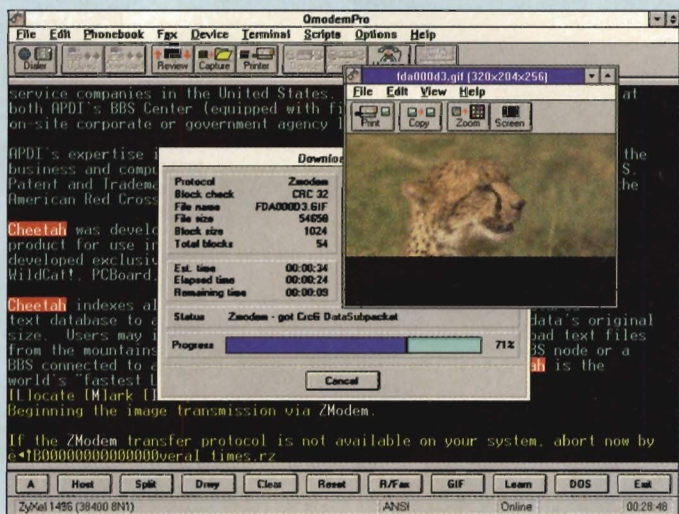 QmodemPro
File Edit Phonebook Fax Device Terminal Scripts Options Help
Dialer Review Capture Printer
service companies in the United States. at
both APDI's BBS Center (equipped with fi
on-site corporate or government agency
APDI's expertise i the
business and compu S.
Patent and Tradema he
American Red Cross
Cheetah was develo
product for use in
developed exclusiv
WildCat!, PCBoard,
Cheetah indexes al
text database to a data's original
size. Users may i oad text files
from the mountains BS node or a
BBS connected to a ah is the
world's "fastest
[L]ocate [M]ark []
Beginning the image transmission via ZModem.
If the ZModem transfer protocol is not available on your system, abort now by
B00000000000000veral times.rz
Downloa
Protocol Zmodem
Block check CRC 32
File name FDA000D3.GIF
File size 54650
Block size 1024
Total blocks 54
Est. time 00:00:34
Elapsed time 00:00:24
Remaining time 00:00:09
Status Zmodem - got CrcG DataSubpacket
Progress 71%
Cancel
fda000d3.gif (320x204x256)
File Edit View Help
Print Copy Zoom Screen
A Host Split Drwy Clear Reset R/Fax GIF Learn DOS Exit
ZyXel 1496 (38400 8N1) ANSI Online 00:28:48